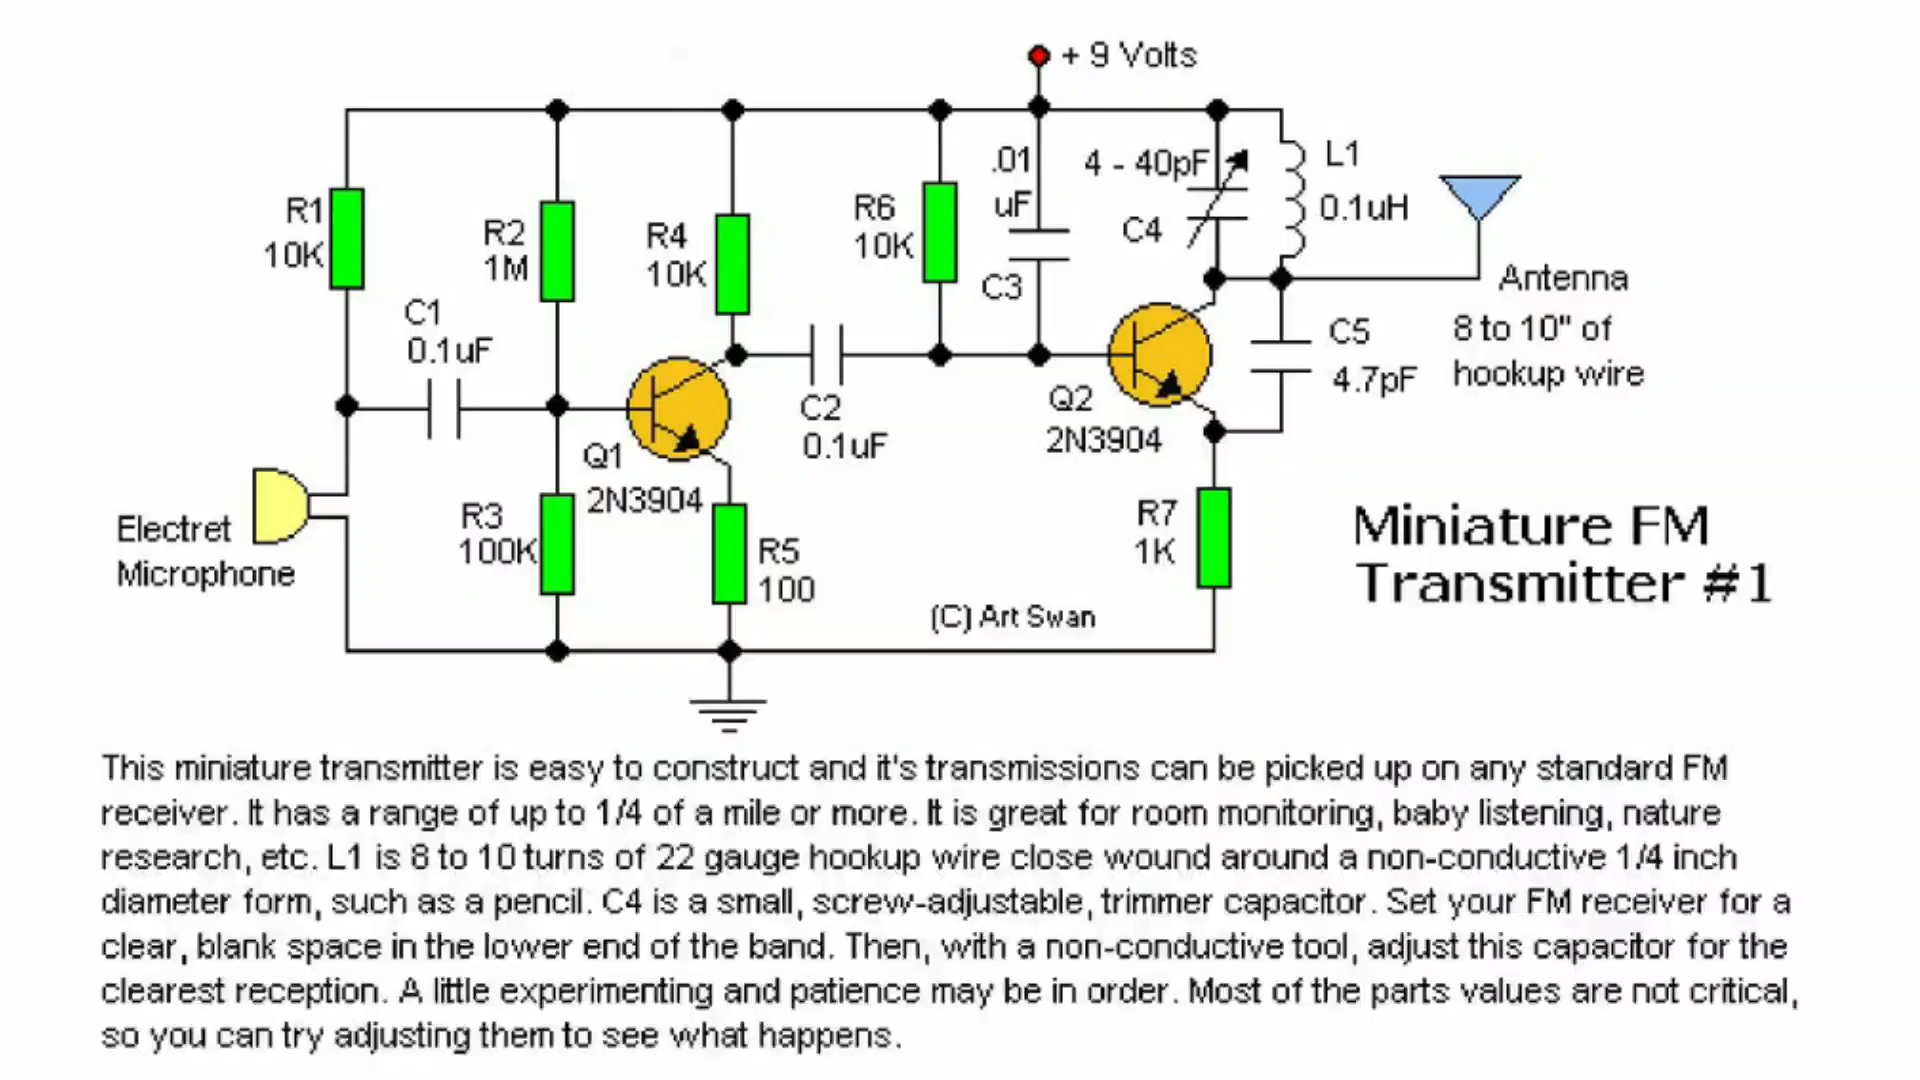 + 9 Volts
.01
uF
C3
4 - 40pF
C4
L1
0.1uH
R1
10K
R2
1M
R4
10K
R6
10K
C1
0.1uF
Antenna
8 to 10" of
hookup wire
C5
4.7pF
C2
0.1uF
Q2
2N3904
Q1
2N3904
Electret
Microphone
R3
100K
R5
100
R7
1K
(C) Art Swan
Miniature FM
Transmitter #1
This miniature transmitter is easy to construct and it's transmissions can be picked up on any standard FM
receiver. It has a range of up to 1/4 of a mile or more. It is great for room monitoring, baby listening, nature
research, etc. L1 is 8 to 10 turns of 22 gauge hookup wire close wound around a non-conductive 1/4 inch
diameter form, such as a pencil. C4 is a small, screw-adjustable, trimmer capacitor. Set your FM receiver for a
clear, blank space in the lower end of the band. Then, with a non-conductive tool, adjust this capacitor for the
clearest reception. A little experimenting and patience may be in order. Most of the parts values are not critical,
so you can try adjusting them to see what happens.